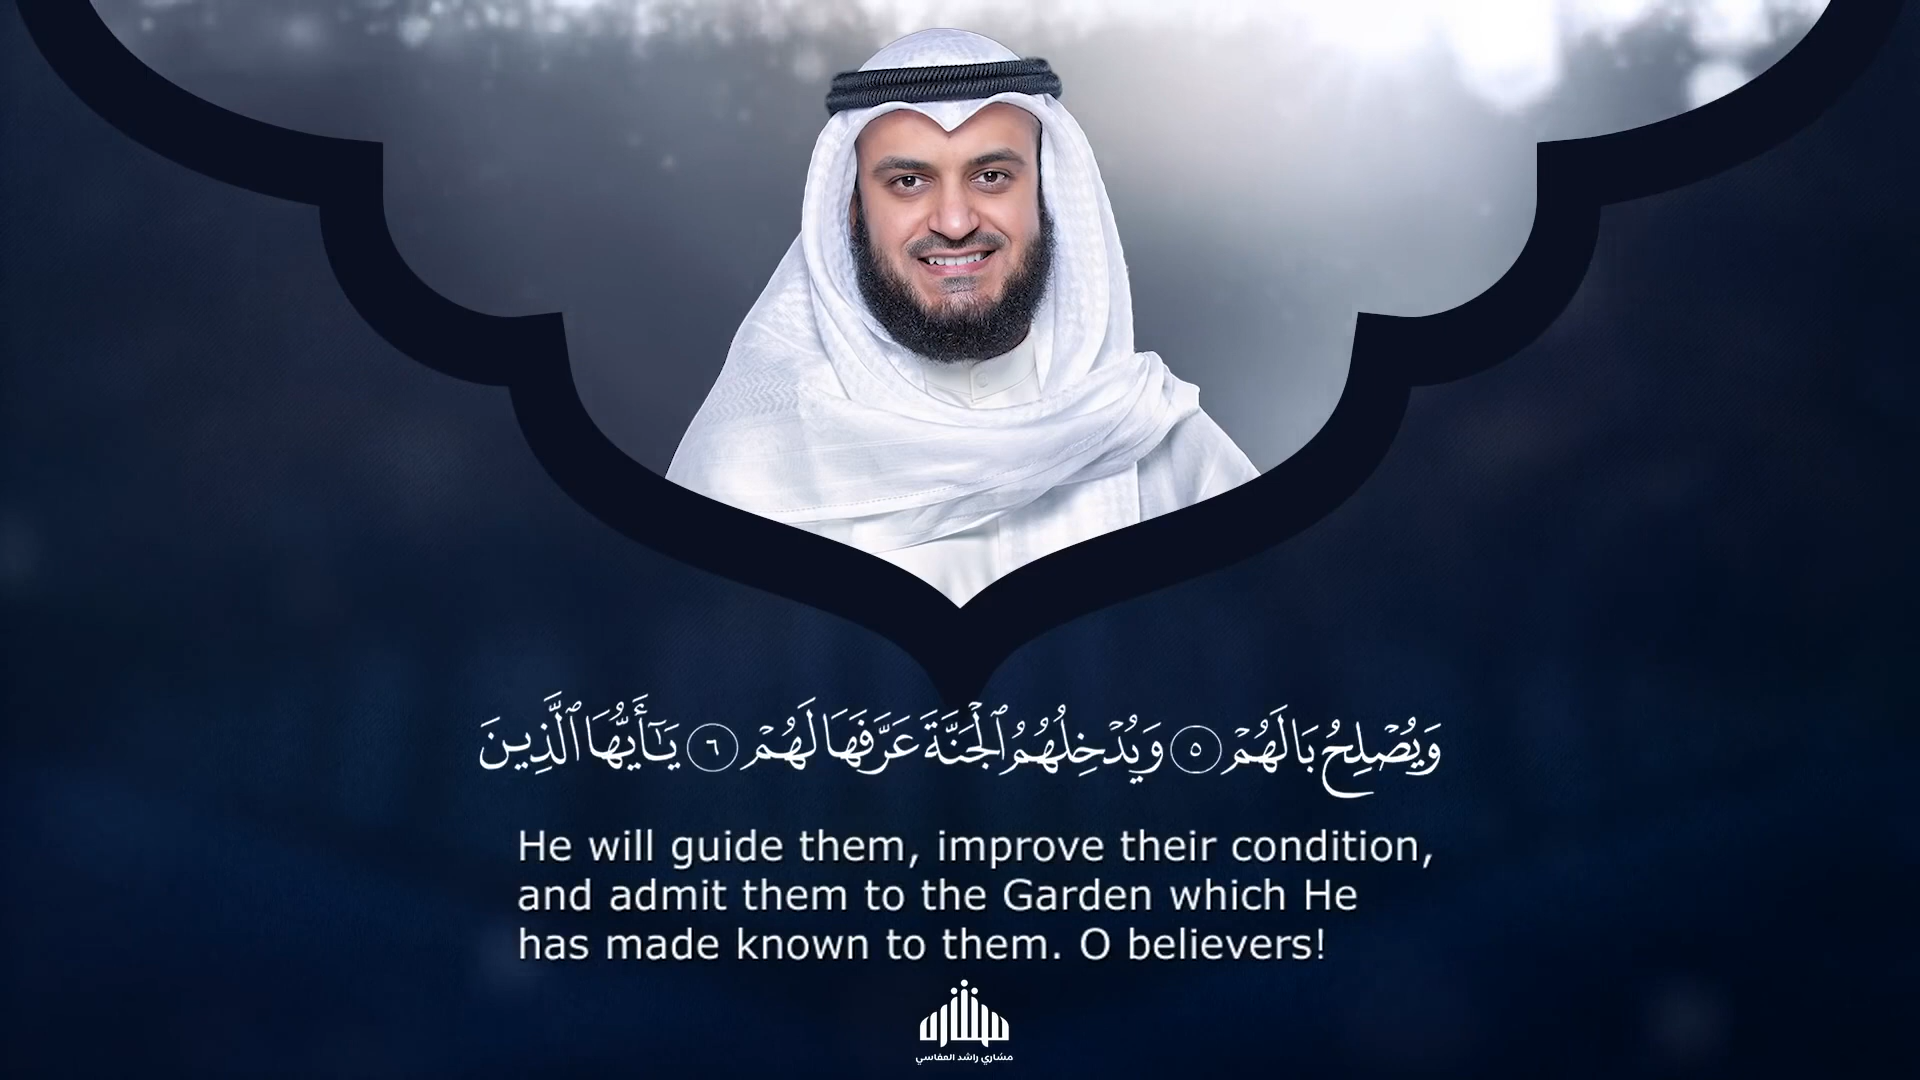 وَيُصْلِحُ بَالَهُمْ ٥ وَيُدْخِلُهُمُ ٱلْجَنَّةَ عَرَّفَهَا لَهُمْ ٦ يَـٰٓأَيُّهَا ٱلَّذِينَ
He will guide them, improve their condition,
and admit them to the Garden which He
has made known to them. O believers!
مشاري راشد العفاسي